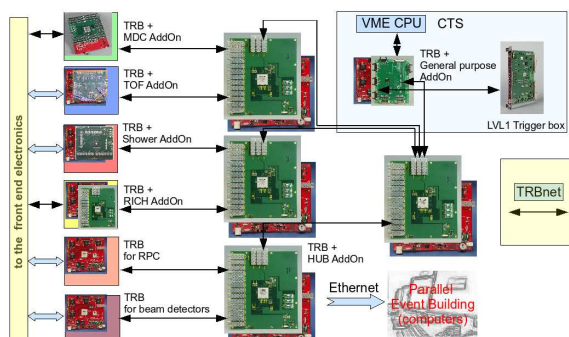 to the front end electronics
TRB +
MDC AddOn
TRB +
TOF AddOn
TRB +
Shower AddOn
TRB +
RICH AddOn
TRB
for RPC
TRB
for beam detectors
TRB +
HUB AddOn
Ethernet
Parallel
Event Building
(computers)
VME CPU
CTS
TRB +
General purpose
AddOn
LVL1 Trigger box
TRBnet